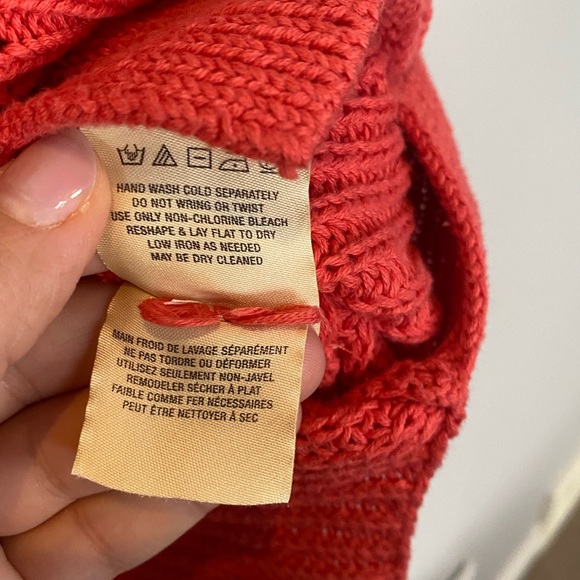 HAND WASH COLD SEPARATELY
DO NOT WRING OR TWIST
USE ONLY NON-CHLORINE BLEACH
RESHAPE & LAY FLAT TO DRY
LOW IRON AS NEEDED
MAY BE DRY CLEANED
MAIN FROID DE LAVAGE SÉPARÉMENT
NE PAS TORDRE OU DÉFORMER
UTILISEZ SEULEMENT NON-JAVEL
REMODELER SÉCHER À PLAT
FAIBLE COMME FER NÉCESSAIRES
PEUT ÊTRE NETTOYER À SEC